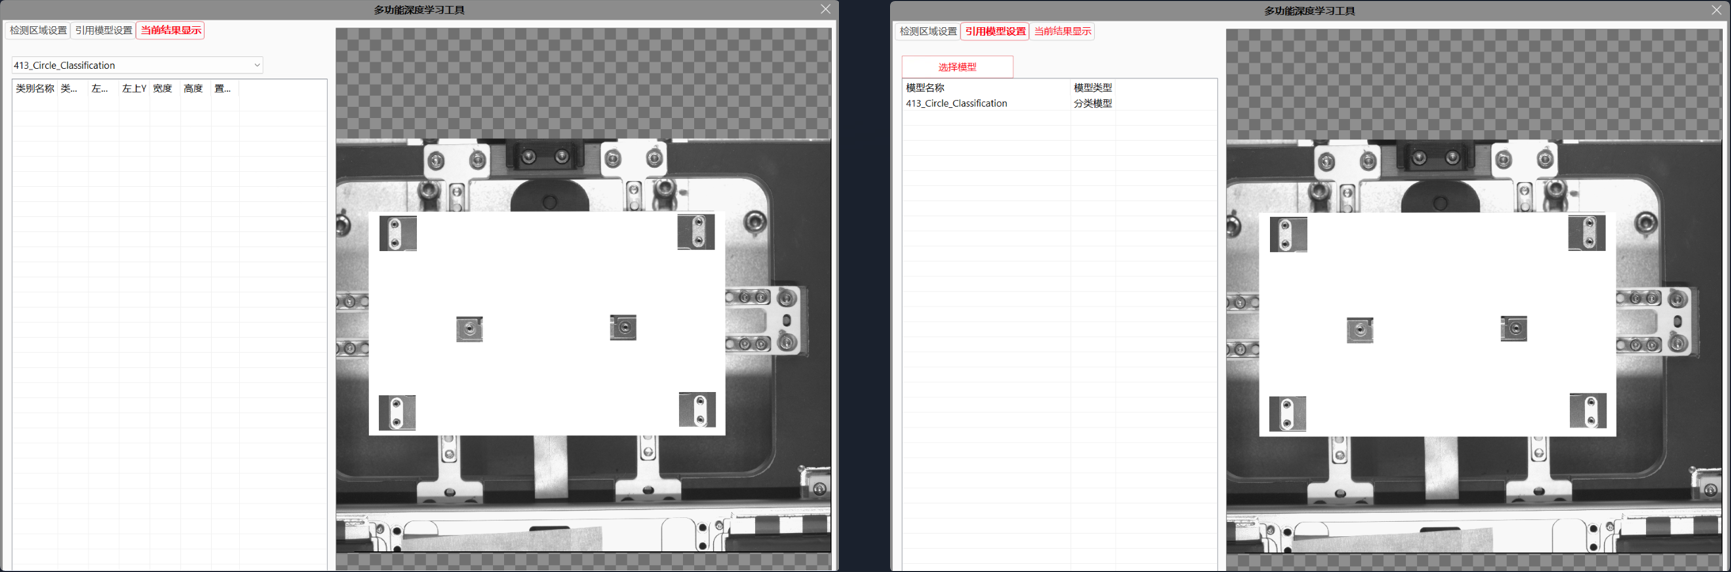 多功能深度学习工具
检测区域设置 引用模型设置 当前结果显示
413_Circle_Classification
类别名称 类... 左... 左上Y 宽度 高度 置...
多功能深度学习工具
检测区域设置 引用模型设置 当前结果显示
选择模型
模型名称 模型类型
413_Circle_Classification 分类模型